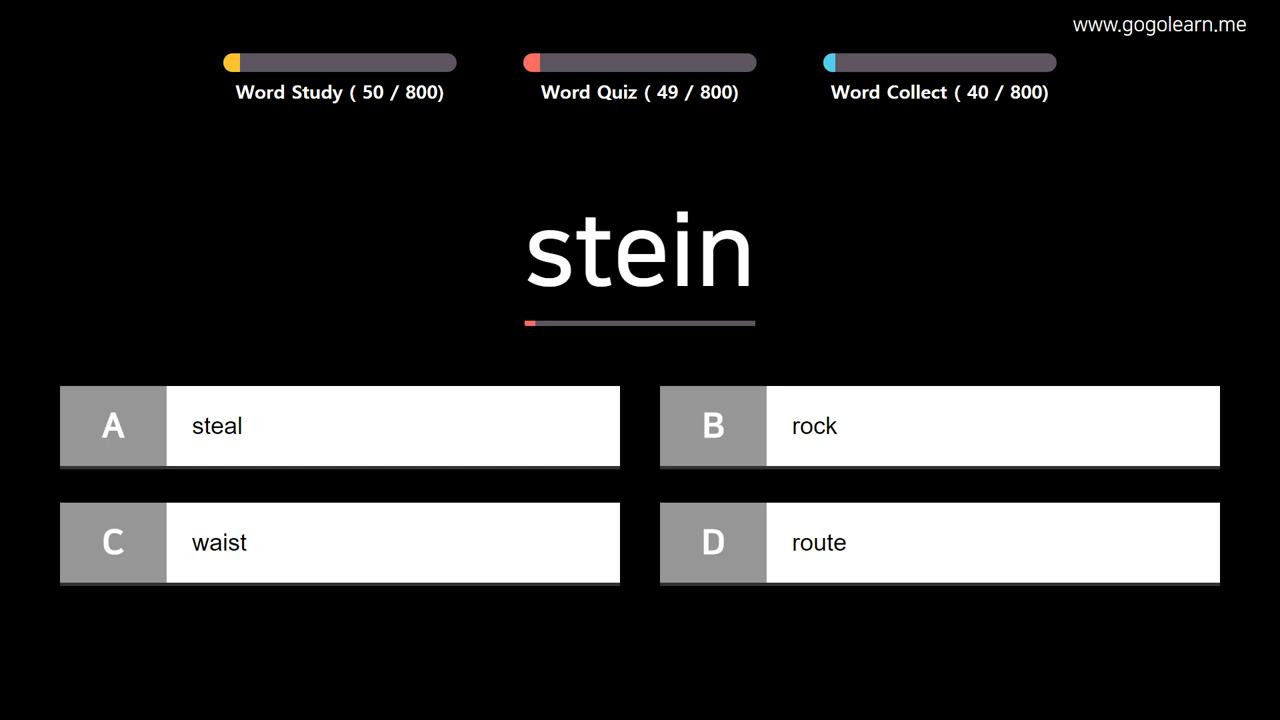 www.gogolearn.me
Word Study ( 50 / 800)
Word Quiz ( 49 / 800)
Word Collect ( 40 / 800)
stein
A steal
B rock
C waist
D route